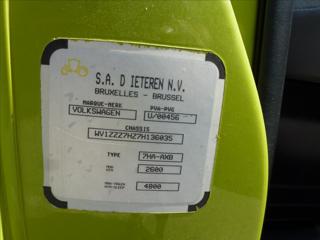 S.A. D IETEREN N.V.
BRUXELLES - BRUSSEL
MARQUE-MERK PVA-PVG
VOLKSWAGEN U/00456
CHASSIS
WV1ZZZ7HZ7H136035
TYPE 7HA-AXB
2600
4800